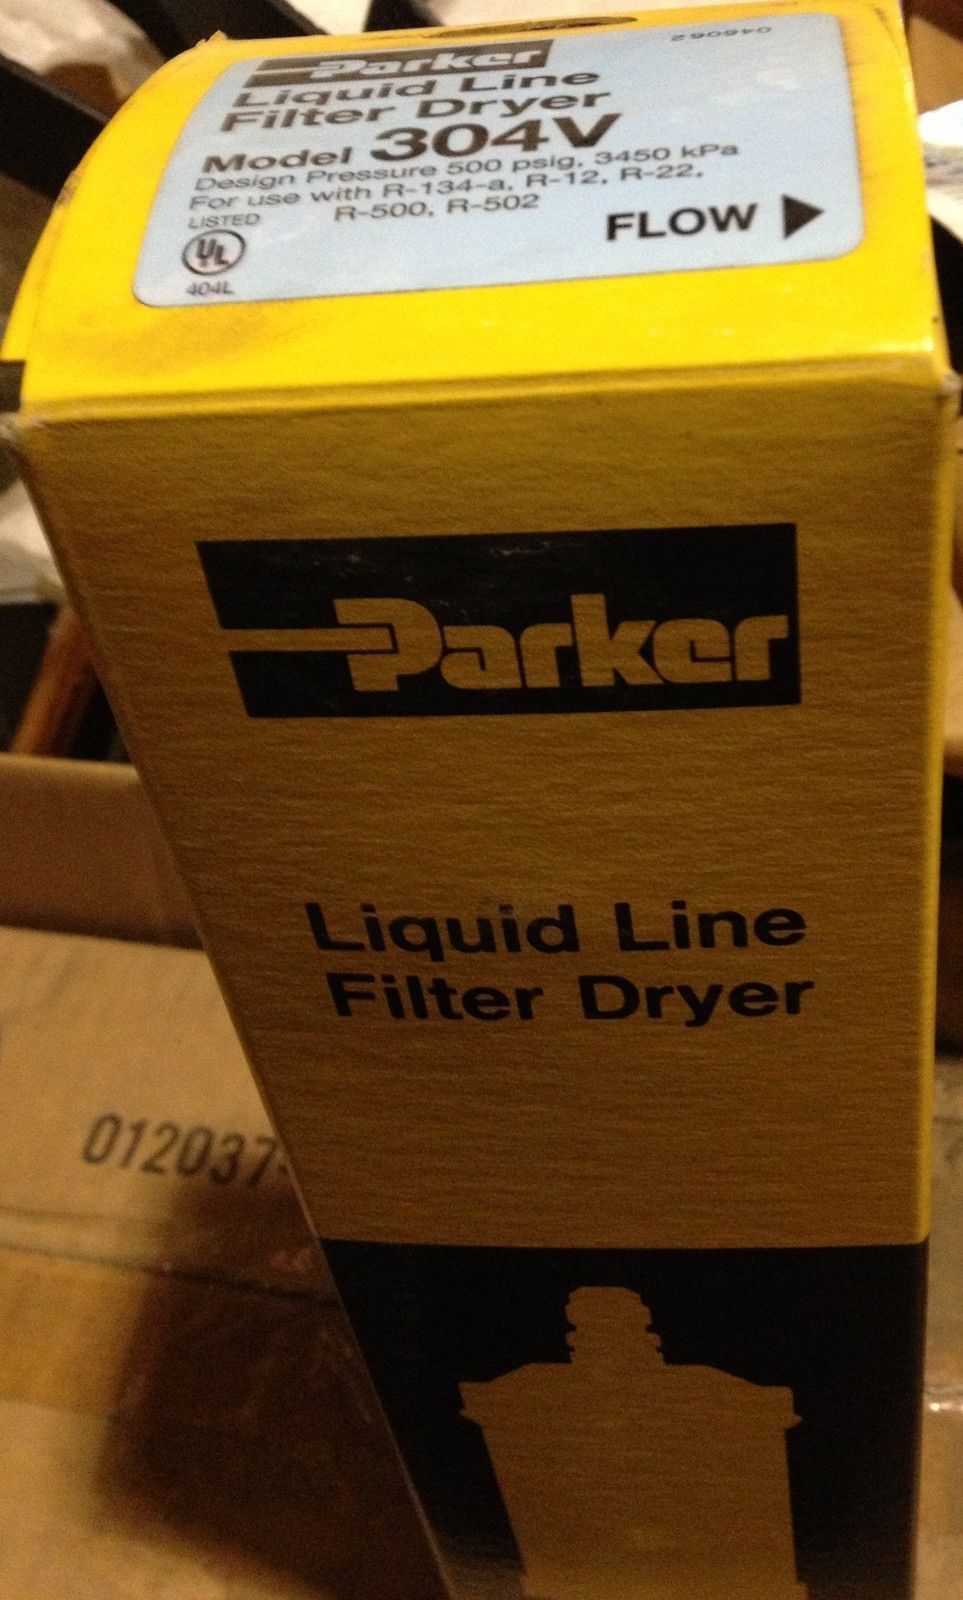 046062
Parker
Liquid Line
Filter Dryer
Model 304V
Design Pressure 500 psig, 3450 kPa
For use with R-134-a, R-12, R-22,
R-500, R-502
LISTED
UL
404L
FLOW
Parker
Liquid Line
Filter Dryer
012037-